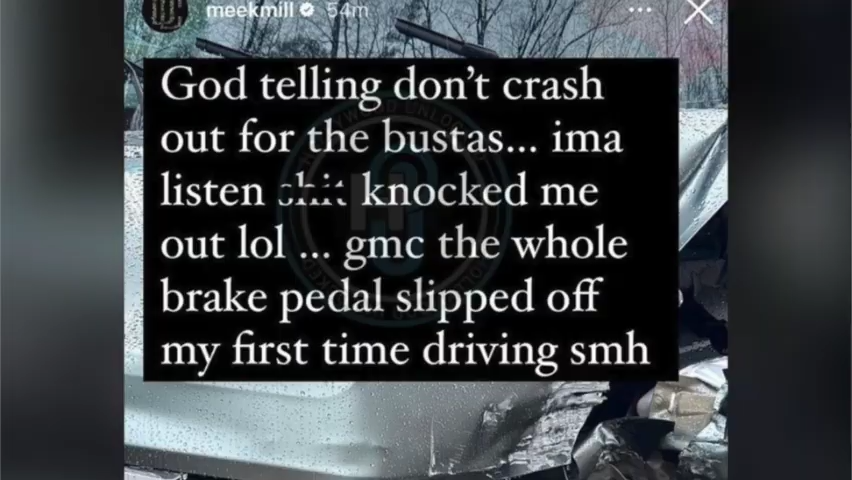 meekmill 54m
God telling don't crash
out for the bustas... ima
listen shit knocked me
out lol ... gmc the whole
brake pedal slipped off
my first time driving smh